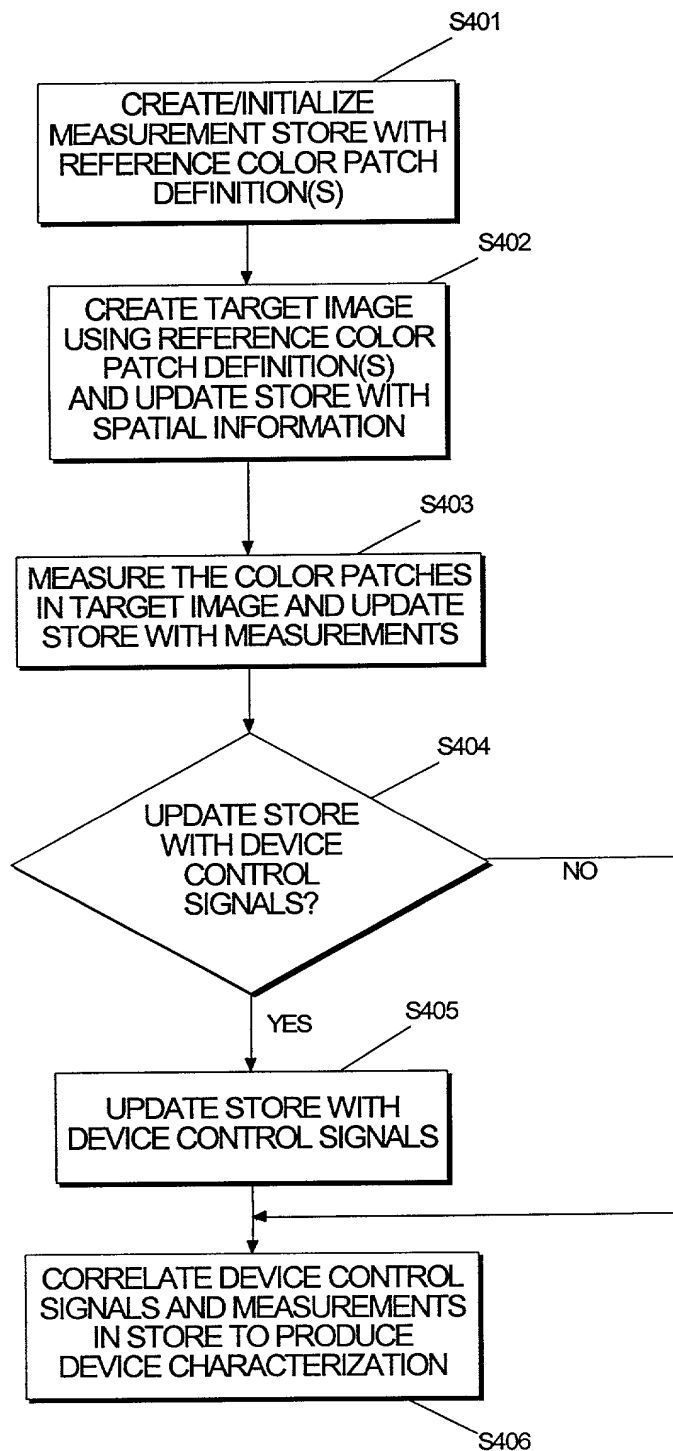 S401
CREATE/INITIALIZE
MEASUREMENT STORE WITH
REFERENCE COLOR PATCH
DEFINITION(S)
S402
CREATE TARGET IMAGE
USING REFERENCE COLOR
PATCH DEFINITION(S)
AND UPDATE STORE WITH
SPATIAL INFORMATION
S403
MEASURE THE COLOR PATCHES
IN TARGET IMAGE AND UPDATE
STORE WITH MEASUREMENTS
S404
UPDATE STORE
WITH DEVICE
CONTROL
SIGNALS?
NO
YES
S405
UPDATE STORE WITH
DEVICE CONTROL SIGNALS
CORRELATE DEVICE CONTROL
SIGNALS AND MEASUREMENTS
IN STORE TO PRODUCE
DEVICE CHARACTERIZATION
S406